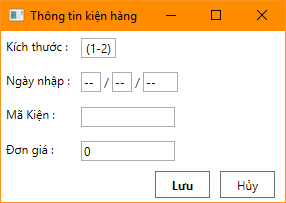 Thông tin kiện hàng
Kích thước : (1-2)
Ngày nhập : -- / -- / --
Mã Kiện :
Đơn giá : 0
Lưu Hủy